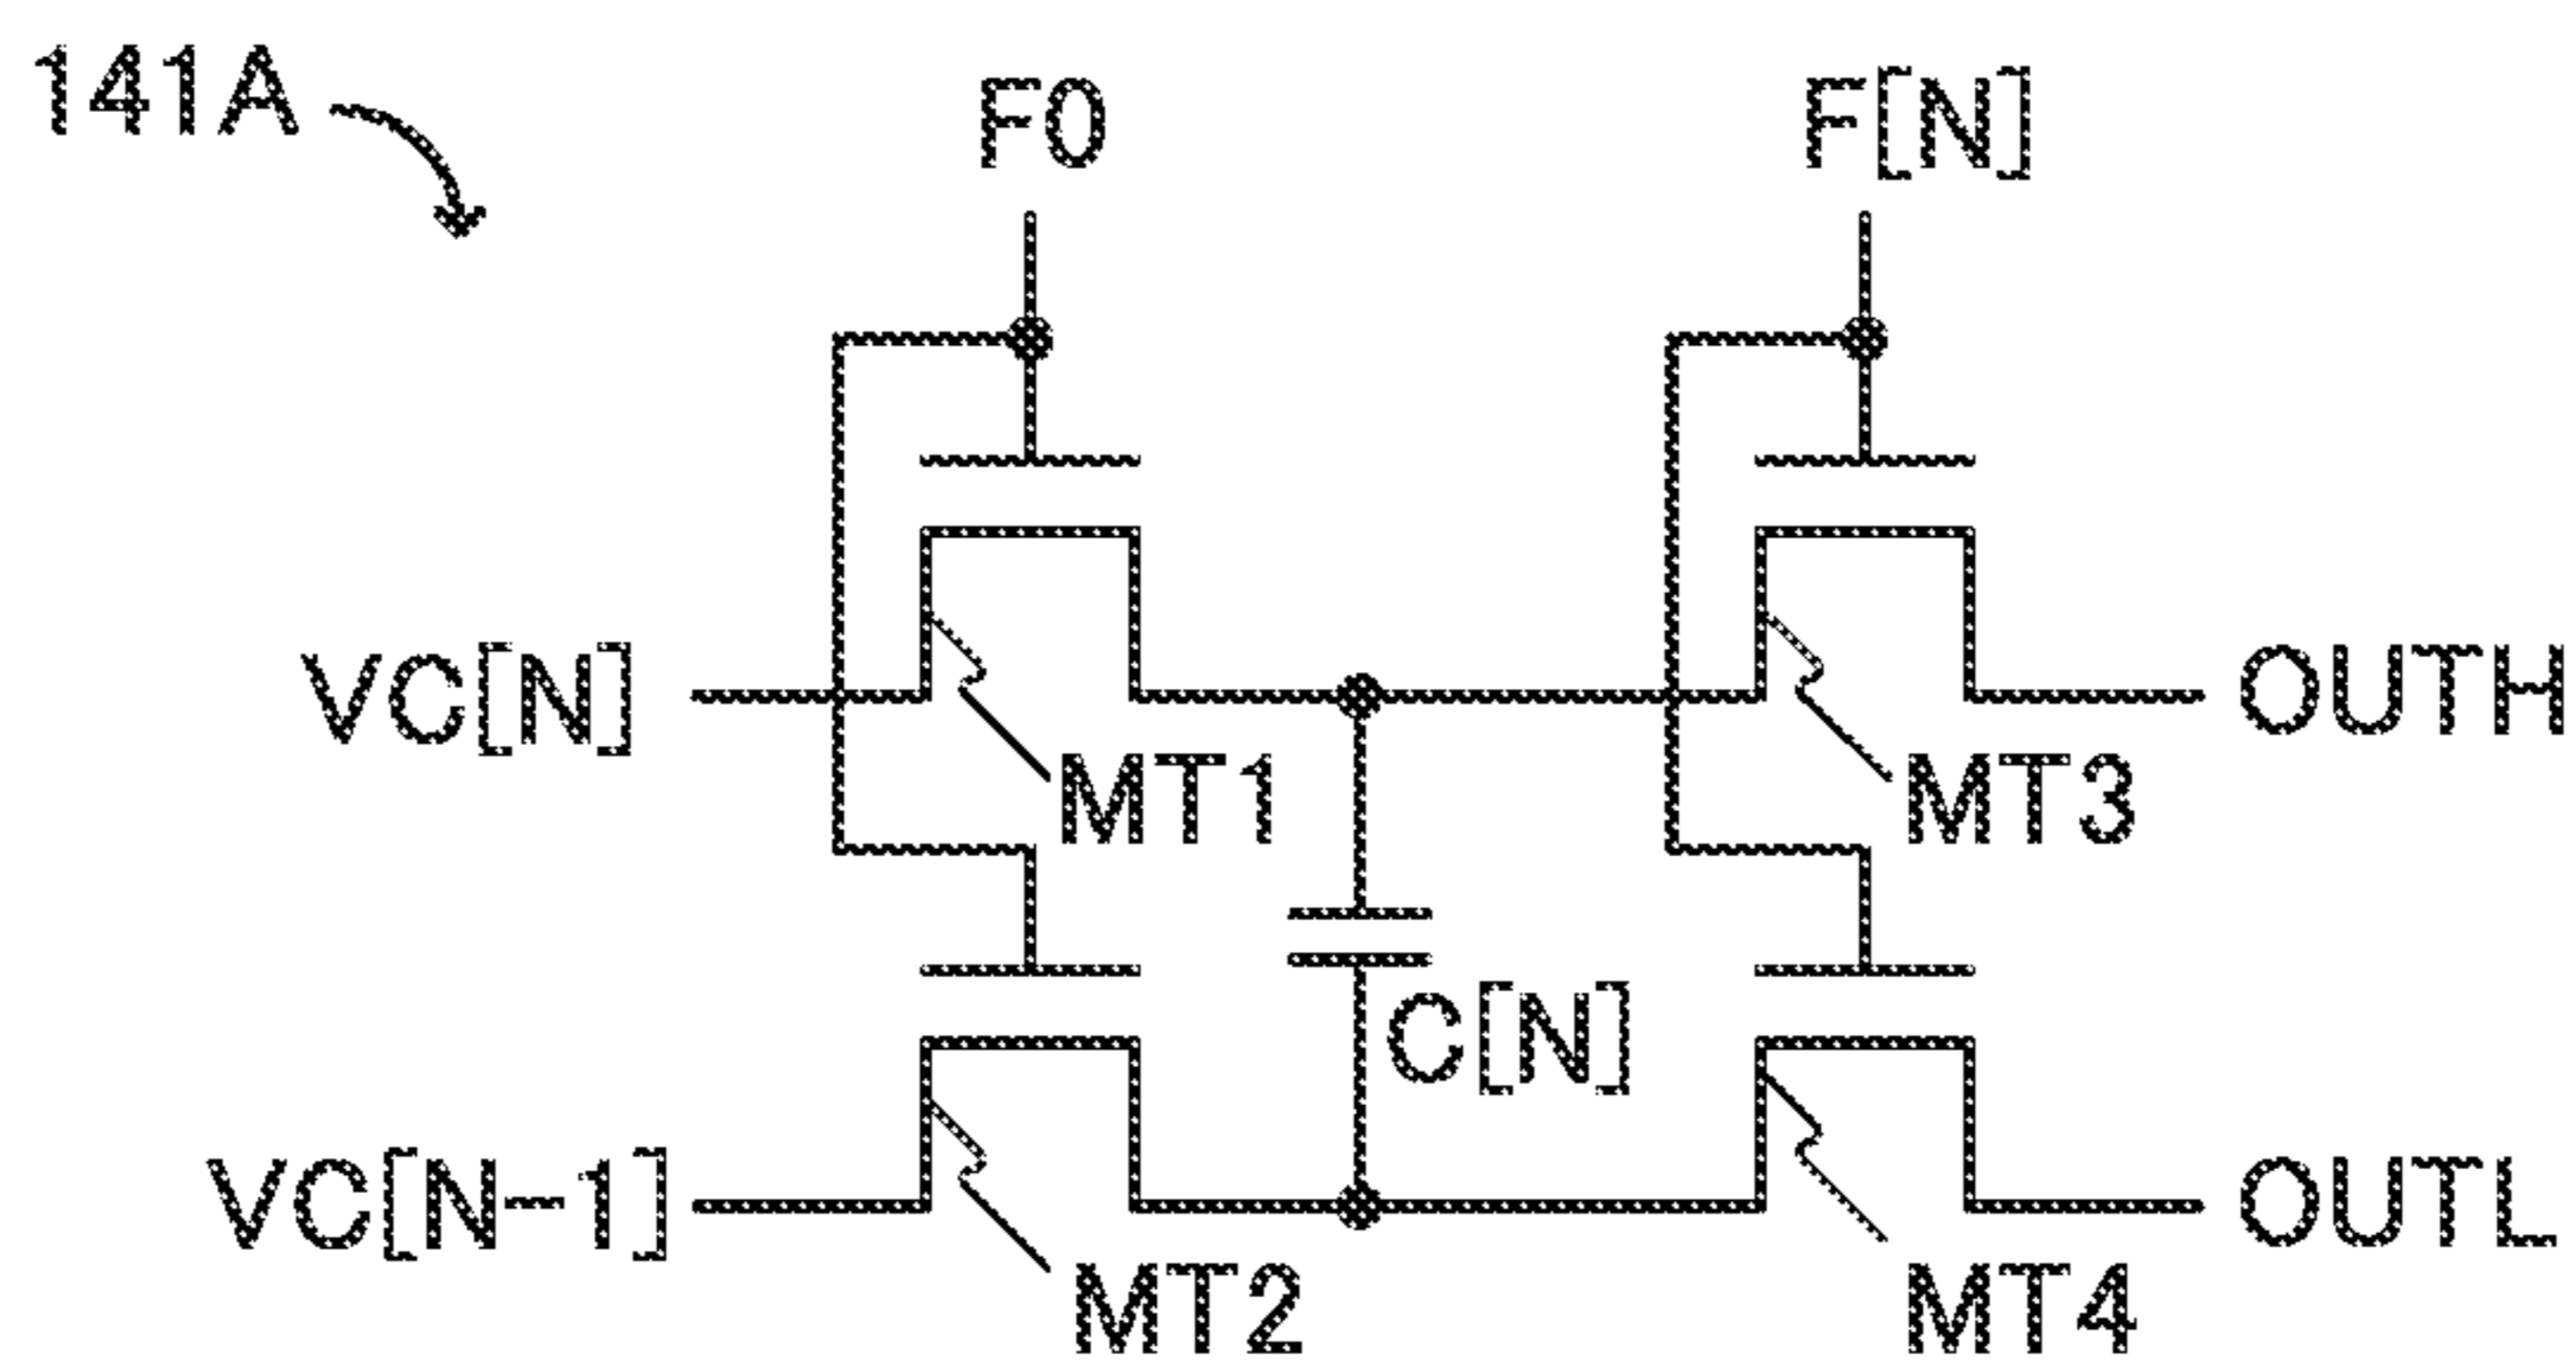 141A
F0
F[N]
VC[N]
OUTH
MT1
MT3
C[N]
VC[N-1]
OUTL
MT2
MT4